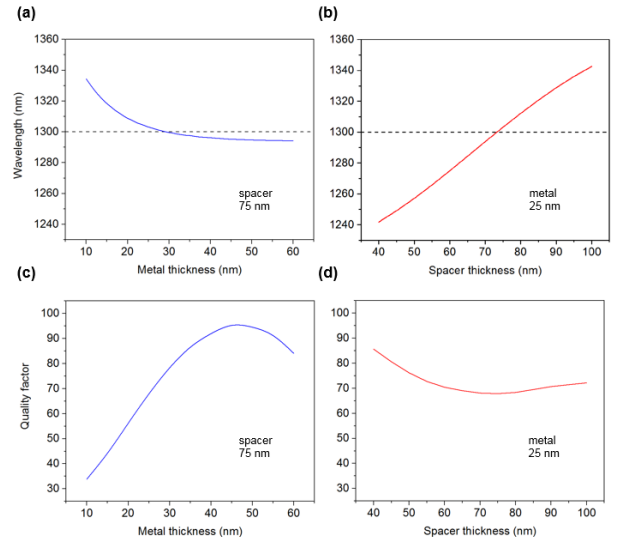 (a)
1360
1340
1320
1300
1280
1260
1240
Wavelength (nm)
10 20 30 40 50 60
Metal thickness (nm)
spacer
75 nm
(b)
1360
1340
1320
1300
1280
1260
1240
40 50 60 70 80 90 100
Spacer thickness (nm)
metal
25 nm
(c)
100
90
80
70
60
50
40
30
Quality factor
10 20 30 40 50 60
Metal thickness (nm)
spacer
75 nm
(d)
100
90
80
70
60
50
40
30
40 50 60 70 80 90 100
Spacer thickness (nm)
metal
25 nm